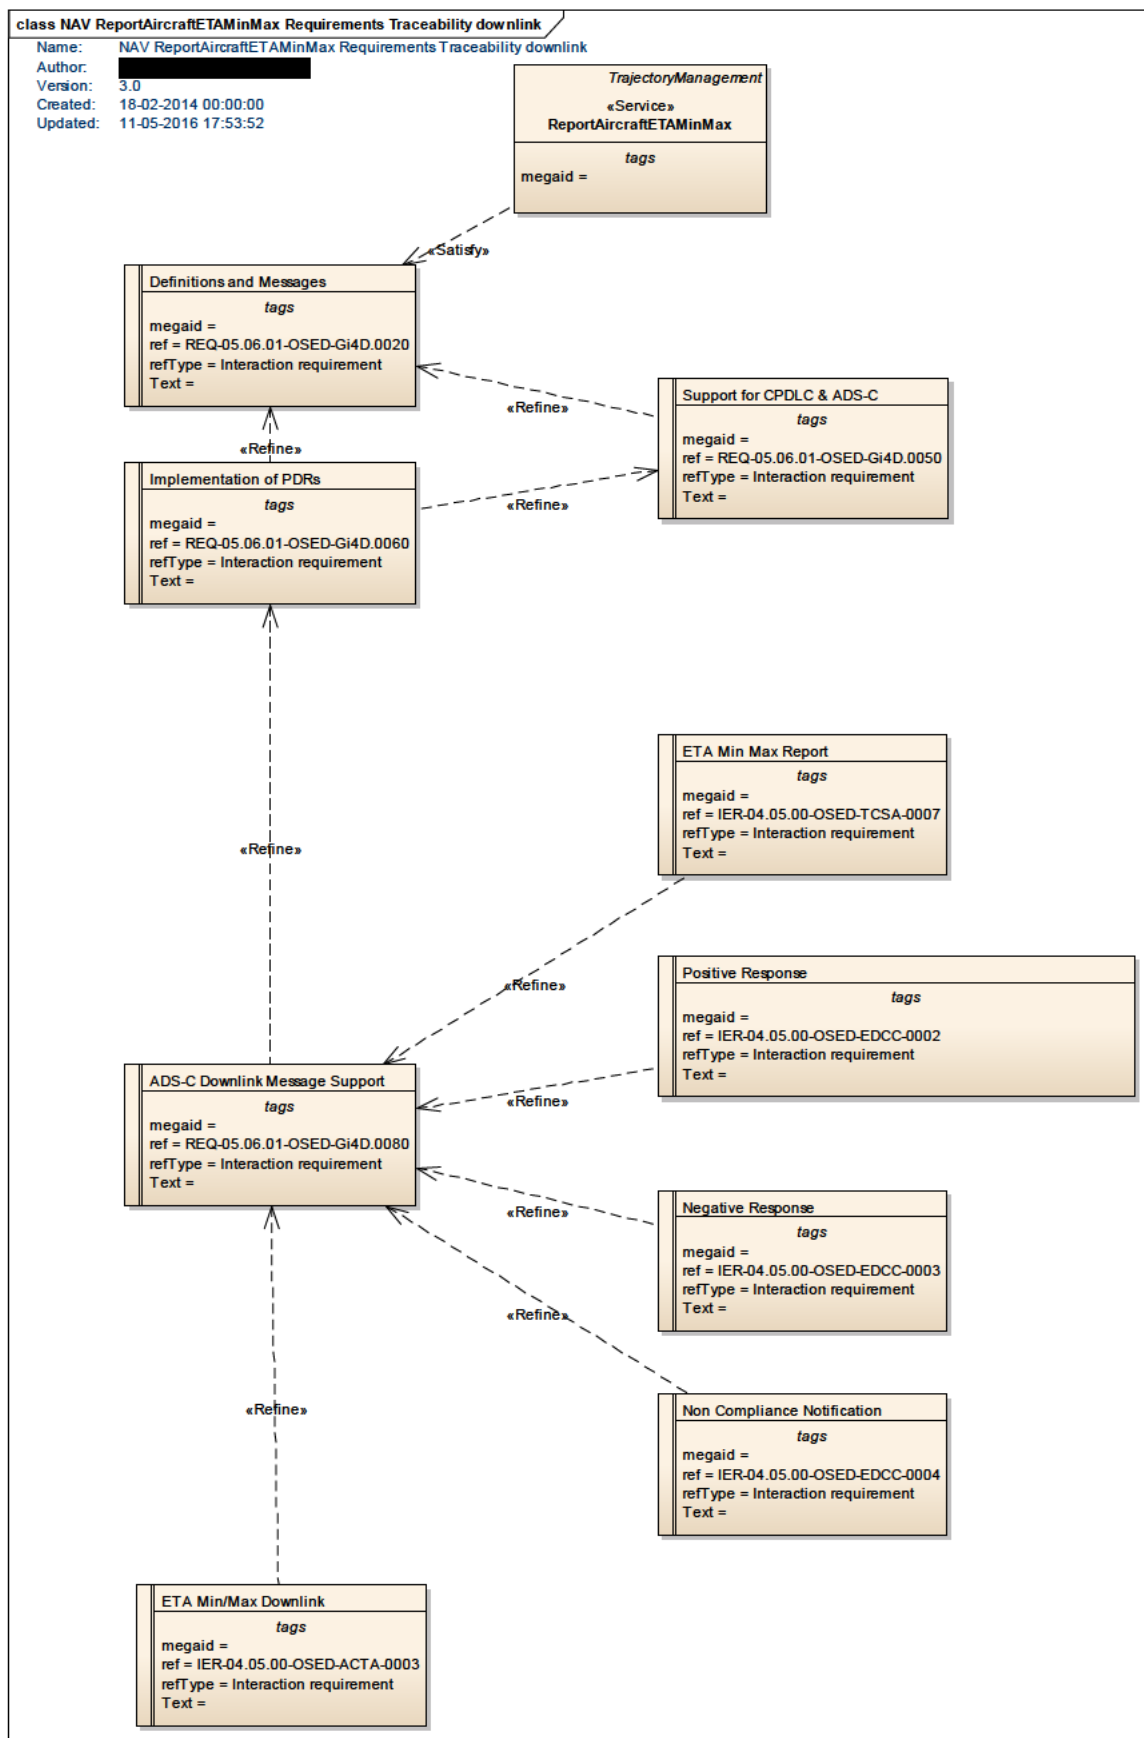 class NAV ReportAircraftETAMinMax Requirements Traceability downlink
Name: NAV ReportAircraftETAMinMax Requirements Traceability downlink
Author:
Version: 3.0
Created: 18-02-2014 00:00:00
Updated: 11-05-2016 17:53:52
TrajectoryManagement
«Service»
ReportAircraftETAMinMax
tags
megaid =
«Satisfy»
Definitions and Messages
tags
megaid =
ref = REQ-05.06.01-OSED-Gi4D.0020
refType = Interaction requirement
Text =
«Refine»
Support for CPDLC & ADS-C
tags
megaid =
ref = REQ-05.06.01-OSED-Gi4D.0050
refType = Interaction requirement
Text =
«Refine»
Implementation of PDRs
tags
megaid =
ref = REQ-05.06.01-OSED-Gi4D.0060
refType = Interaction requirement
Text =
«Refine»
ETA Min Max Report
tags
megaid =
ref = IER-04.05.00-OSED-TCSA-0007
refType = Interaction requirement
Text =
«Refine»
«Refine»
Positive Response
tags
megaid =
ref = IER-04.05.00-OSED-EDCC-0002
refType = Interaction requirement
Text =
«Refine»
ADS-C Downlink Message Support
tags
megaid =
ref = REQ-05.06.01-OSED-Gi4D.0080
refType = Interaction requirement
Text =
«Refine»
Negative Response
tags
megaid =
ref = IER-04.05.00-OSED-EDCC-0003
refType = Interaction requirement
Text =
«Refine»
Non Compliance Notification
tags
megaid =
ref = IER-04.05.00-OSED-EDCC-0004
refType = Interaction requirement
Text =
«Refine»
ETA Min/Max Downlink
tags
megaid =
ref = IER-04.05.00-OSED-ACTA-0003
refType = Interaction requirement
Text =